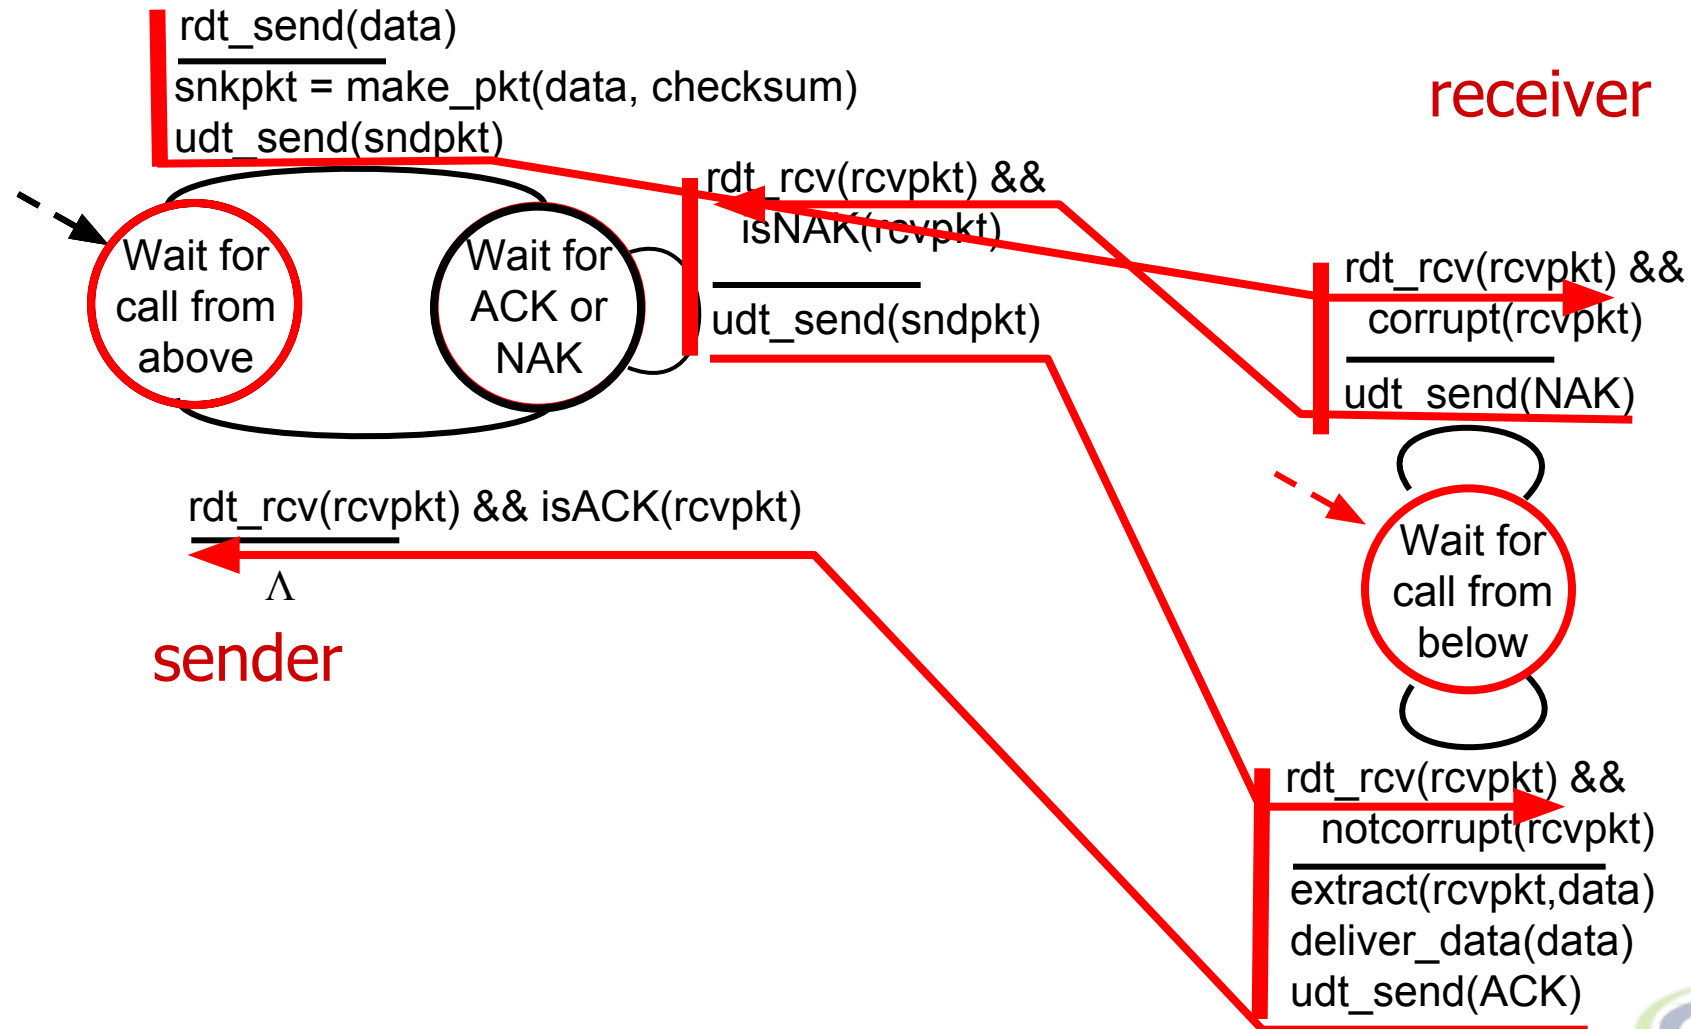 rdt_send(data)
snkpkt = make_pkt(data, checksum)
udt_send(sndpkt)
receiver
rdt_rcv(rcvpkt) &&
isNAK(rcvpkt)
udt_send(sndpkt)
Wait for
call from
above
Wait for
ACK or
NAK
rdt_rcv(rcvpkt) &&
corrupt(rcvpkt)
udt_send(NAK)
rdt_rcv(rcvpkt) && isACK(rcvpkt)
Λ
sender
Wait for
call from
below
rdt_rcv(rcvpkt) &&
notcorrupt(rcvpkt)
extract(rcvpkt,data)
deliver_data(data)
udt_send(ACK)